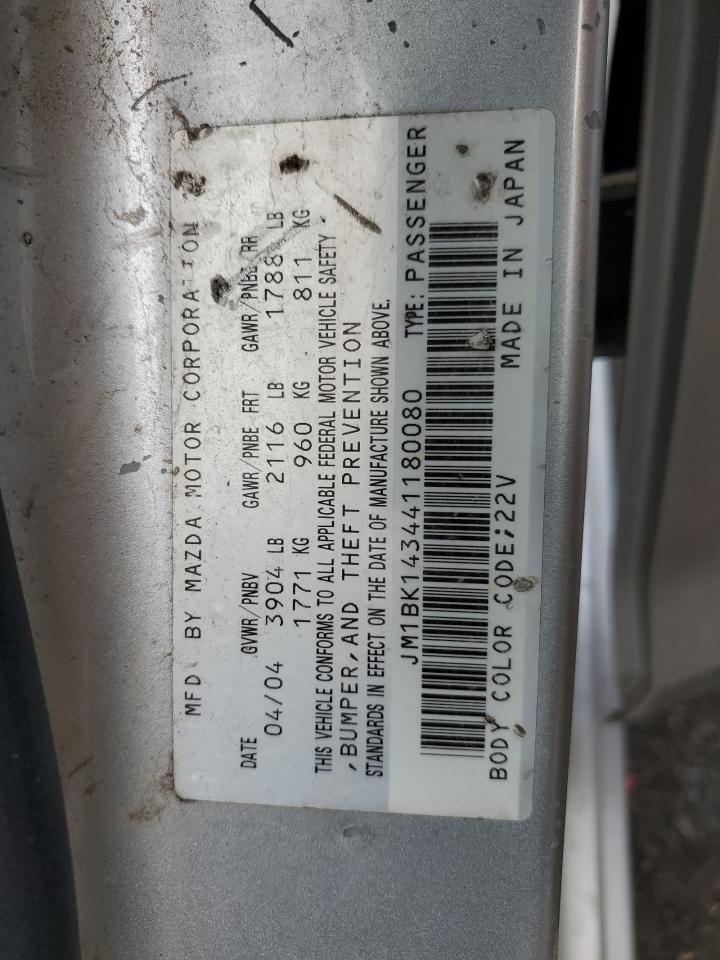 MFD. BY MAZDA MOTOR CORPORATION
DATE GVWR/PNBV GAWR/PNBE FRT GAWR/PNBE RR
04/04 3904 LB 2116 LB 1788 LB
1771 KG 960 KG 811 KG
THIS VEHICLE CONFORMS TO ALL APPLICABLE FEDERAL MOTOR VEHICLE SAFETY
,BUMPER,AND THEFT PREVENTION
STANDARDS IN EFFECT ON THE DATE OF MANUFACTURE SHOWN ABOVE.
JM1BK143441180080 TYPE: PASSENGER
BODY COLOR CODE;22V MADE IN JAPAN